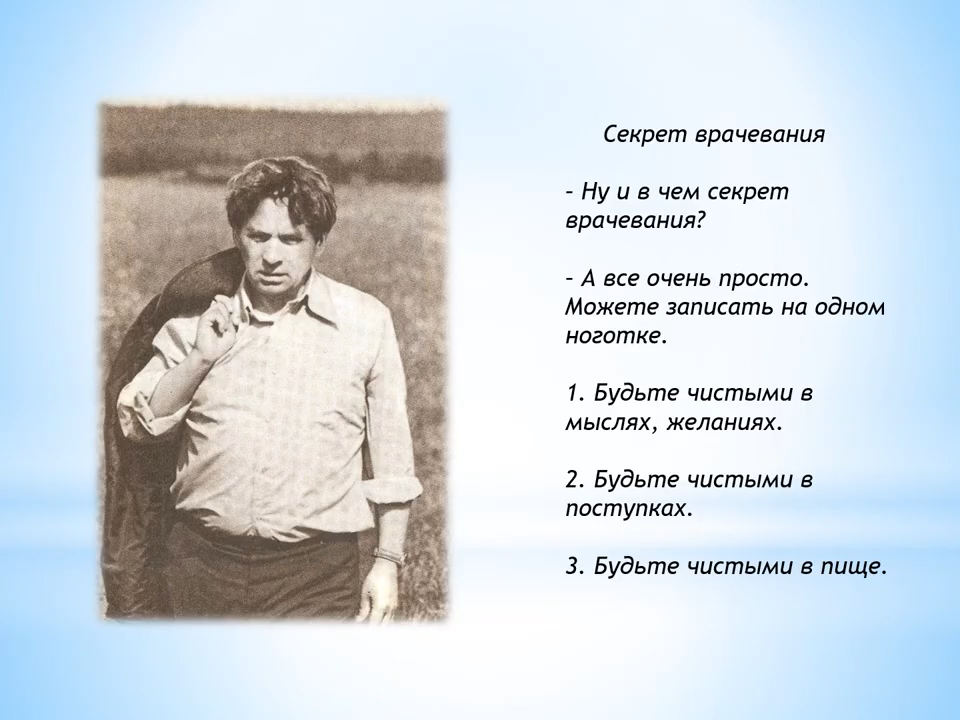 Секрет врачевания
– Ну и в чем секрет
врачевания?
– А все очень просто.
Можете записать на одном
ноготке.
1. Будьте чистыми в
мыслях, желаниях.
2. Будьте чистыми в
поступках.
3. Будьте чистыми в пище.